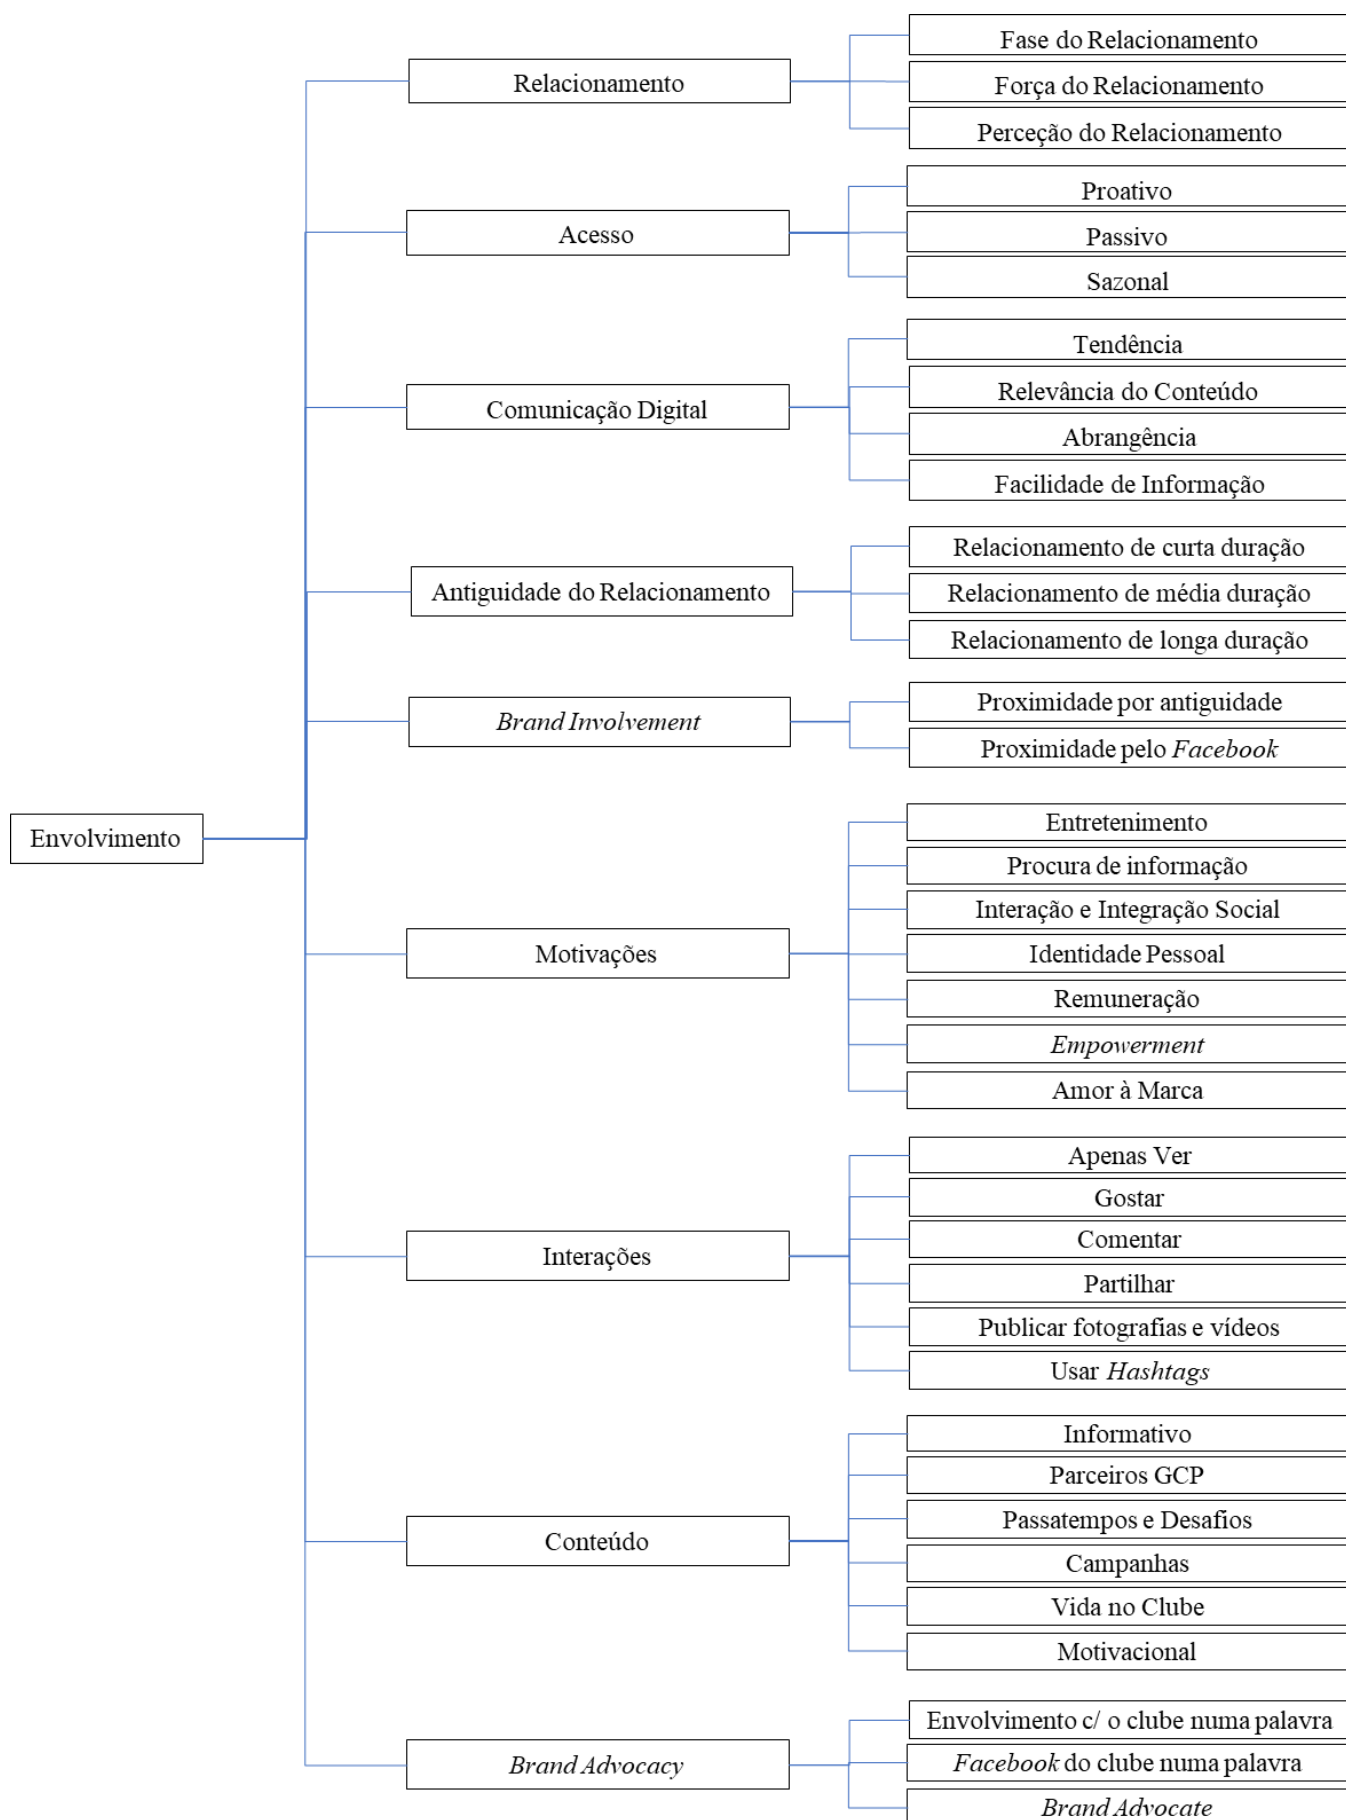 Envolvimento
Relacionamento
Fase do Relacionamento
Força do Relacionamento
Perceção do Relacionamento
Acesso
Proativo
Passivo
Sazonal
Comunicação Digital
Tendência
Relevância do Conteúdo
Abrangência
Facilidade de Informação
Antiguidade do Relacionamento
Relacionamento de curta duração
Relacionamento de média duração
Relacionamento de longa duração
Brand Involvement
Proximidade por antiguidade
Proximidade pelo Facebook
Motivações
Entretenimento
Procura de informação
Interação e Integração Social
Identidade Pessoal
Remuneração
Empowerment
Amor à Marca
Interações
Apenas Ver
Gostar
Comentar
Partilhar
Publicar fotografias e vídeos
Usar Hashtags
Conteúdo
Informativo
Parceiros GCP
Passatempos e Desafios
Campanhas
Vida no Clube
Motivacional
Brand Advocacy
Envolvimento c/ o clube numa palavra
Facebook do clube numa palavra
Brand Advocate